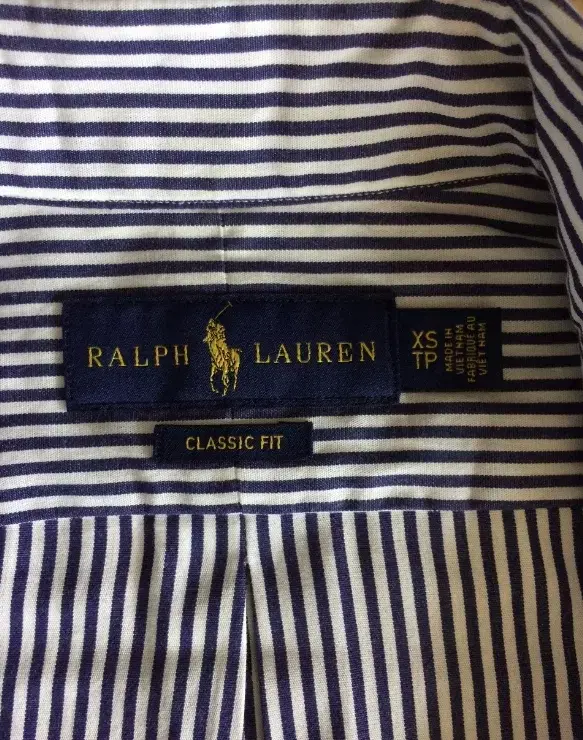 RALPH LAUREN
XS
TP
MADE IN
VIETNAM
FABRIQUÉ AU
VIET NAM
CLASSIC FIT